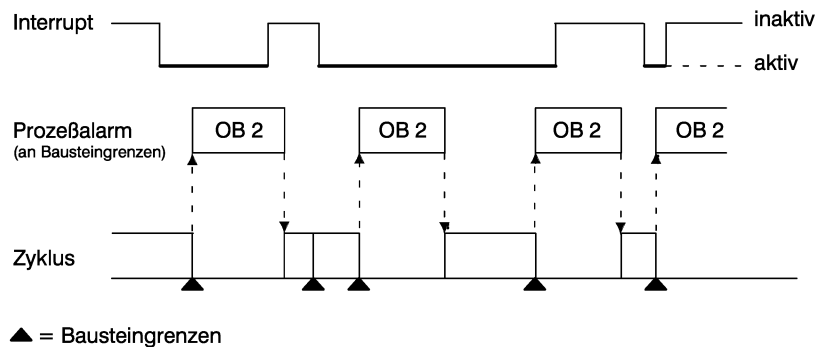 Interrupt
inaktiv
aktiv
Prozeßalarm
(an Bausteingrenzen)
OB 2
OB 2
OB 2
OB 2
Zyklus
= Bausteingrenzen